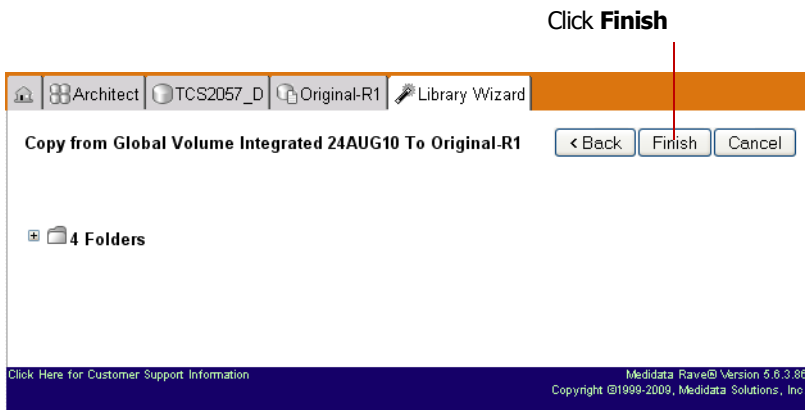 Click Finish
Architect TCS2057_D Original-R1 Library Wizard
Copy from Global Volume Integrated 24AUG10 To Original-R1 < Back Finish Cancel
4 Folders
Click Here for Customer Support Information
Medidata Rave® Version 5.6.3.86
Copyright ©1999-2009, Medidata Solutions, Inc